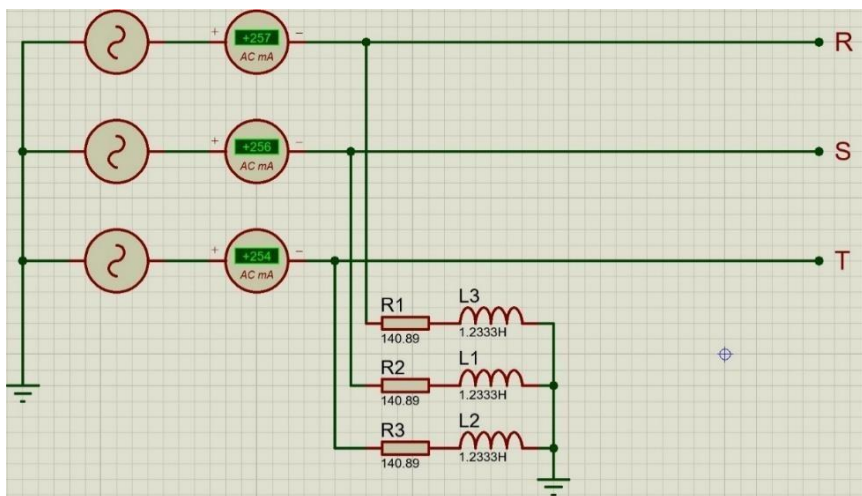 +257
AC mA
R
+256
AC mA
S
+254
AC mA
T
R1
L3
140.89
1.2333H
R2
L1
140.89
1.2333H
R3
L2
140.89
1.2333H